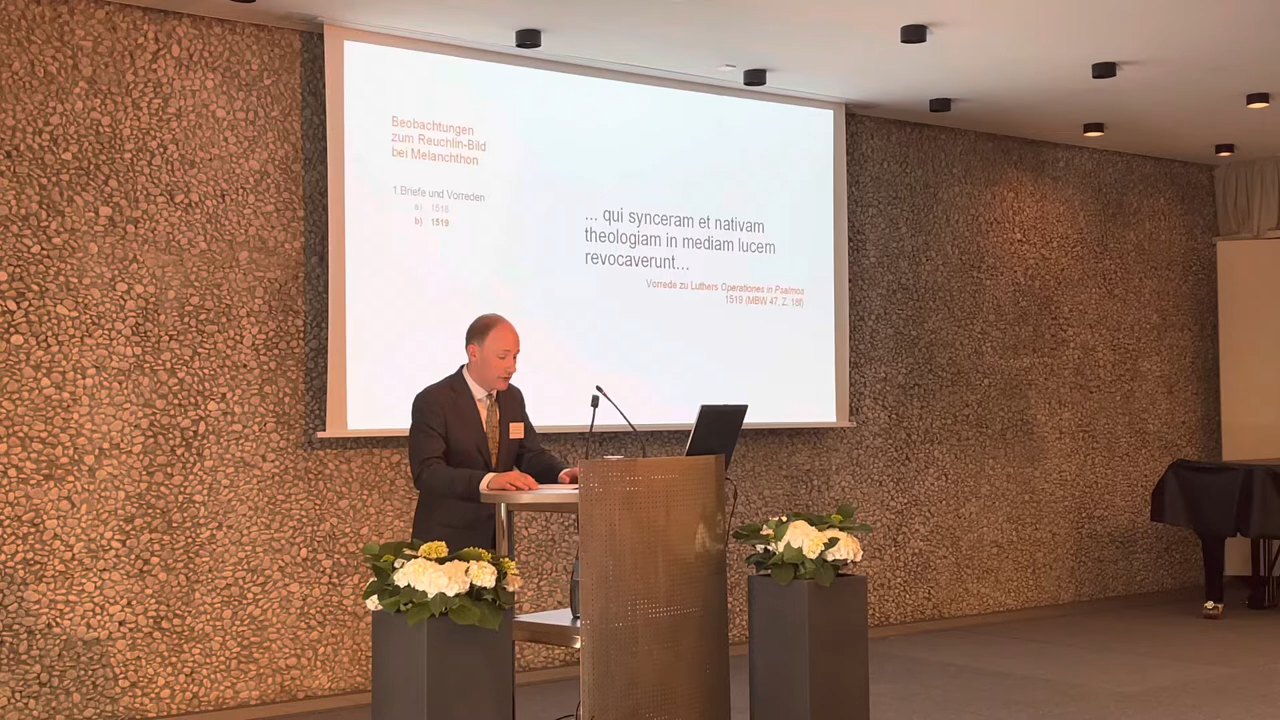 Beobachtungen
zum Reuchlin-Bild
bei Melanchthon
1.Briefe und Vorreden
a) 1518
b) 1519
... qui synceram et nativam
theologiam in mediam lucem
revocaverunt...
Vorrede zu Luthers Operationes in Psalmos
1519 (MBW 47, Z. 16f)